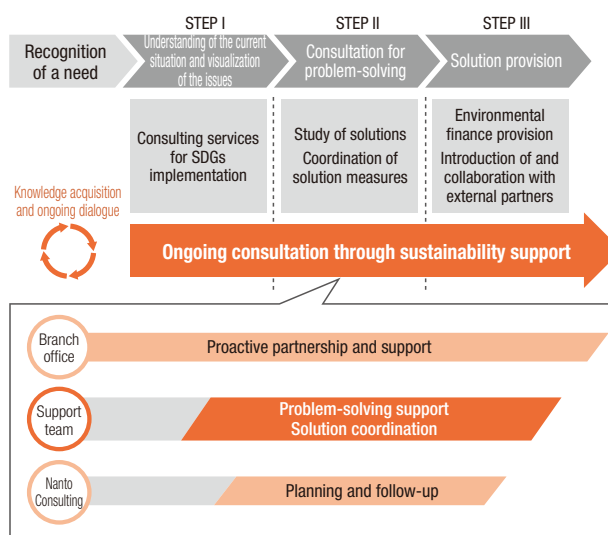 STEP I
STEP II
STEP III
Recognition
of a need
Understanding of the current
situation and visualization
of the issues
Consultation for
problem-solving
Solution provision
Consulting services
for SDGs
implementation
Study of solutions
Coordination of
solution measures
Environmental
finance provision
Introduction of and
collaboration with
external partners
Knowledge acquisition
and ongoing dialogue
Ongoing consultation through sustainability support
Branch
office
Proactive partnership and support
Support
team
Problem-solving support
Solution coordination
Nanto
Consulting
Planning and follow-up